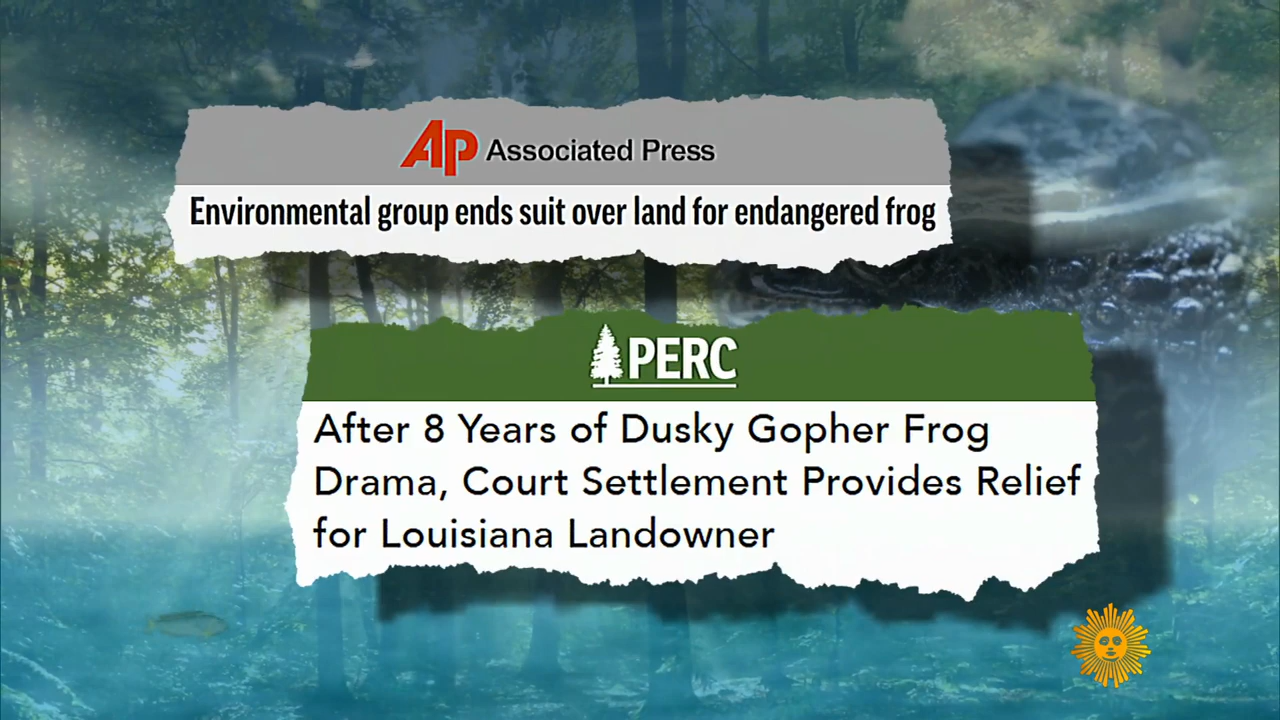 AP Associated Press
Environmental group ends suit over land for endangered frog
PERC
After 8 Years of Dusky Gopher Frog
Drama, Court Settlement Provides Relief
for Louisiana Landowner